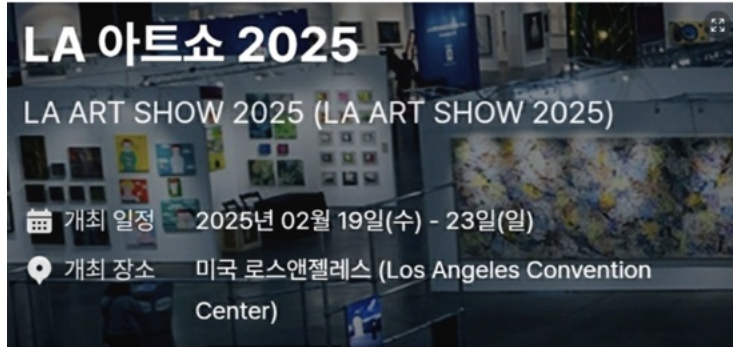 LA 아트쇼 2025
LA ART SHOW 2025 (LA ART SHOW 2025)
개최 일정 2025년 02월 19일(수) - 23일(일)
개최 장소 미국 로스앤젤레스 (Los Angeles Convention
Center)